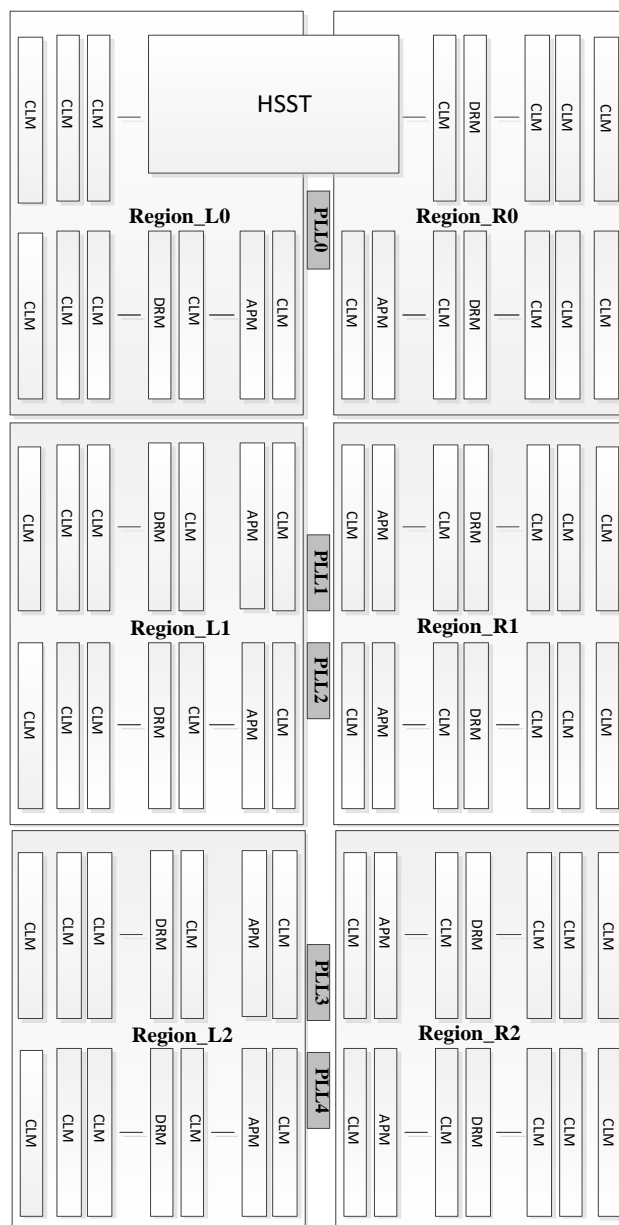 CLM CLM CLM HSST CLM DRM CLM CLM CLM
Region_L0 PLL0 Region_R0
CLM CLM CLM DRM CLM APM CLM CLM APM CLM DRM CLM CLM CLM
CLM CLM CLM DRM CLM APM CLM CLM APM CLM DRM CLM CLM CLM
PLL1
Region_L1 Region_R1
PLL2
CLM CLM CLM DRM CLM APM CLM CLM APM CLM DRM CLM CLM CLM
CLM CLM CLM DRM CLM APM CLM CLM APM CLM DRM CLM CLM CLM
PLL3
Region_L2 Region_R2
PLL4
CLM CLM CLM DRM CLM APM CLM CLM APM CLM DRM CLM CLM CLM